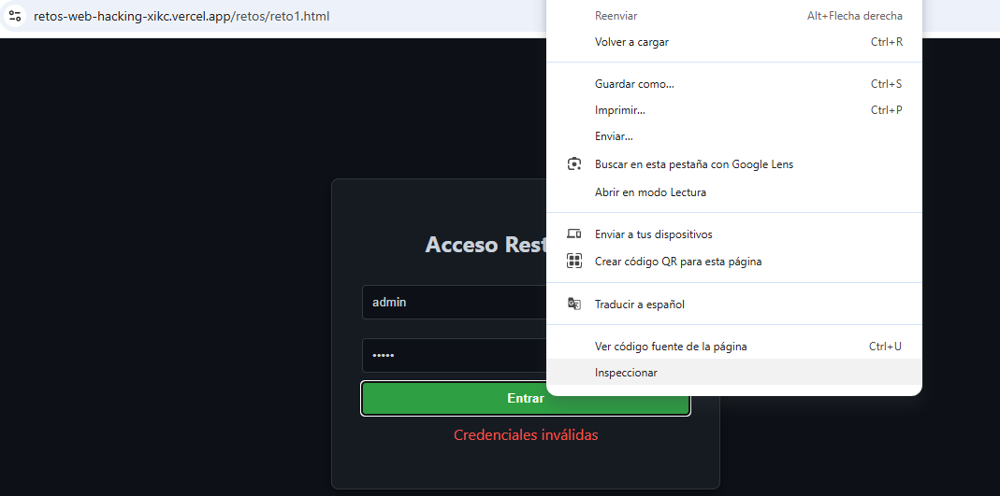 retos-web-hacking-xikc.vercel.app/retos/reto1.html
Reenviar Alt+Flecha derecha
Volver a cargar Ctrl+R
Guardar como... Ctrl+S
Imprimir... Ctrl+P
Enviar...
Buscar en esta pestaña con Google Lens
Abrir en modo Lectura
Enviar a tus dispositivos
Crear código QR para esta página
Traducir a español
Ver código fuente de la página Ctrl+U
Inspeccionar
Acceso Rest
admin
•••••
Entrar
Credenciales inválidas